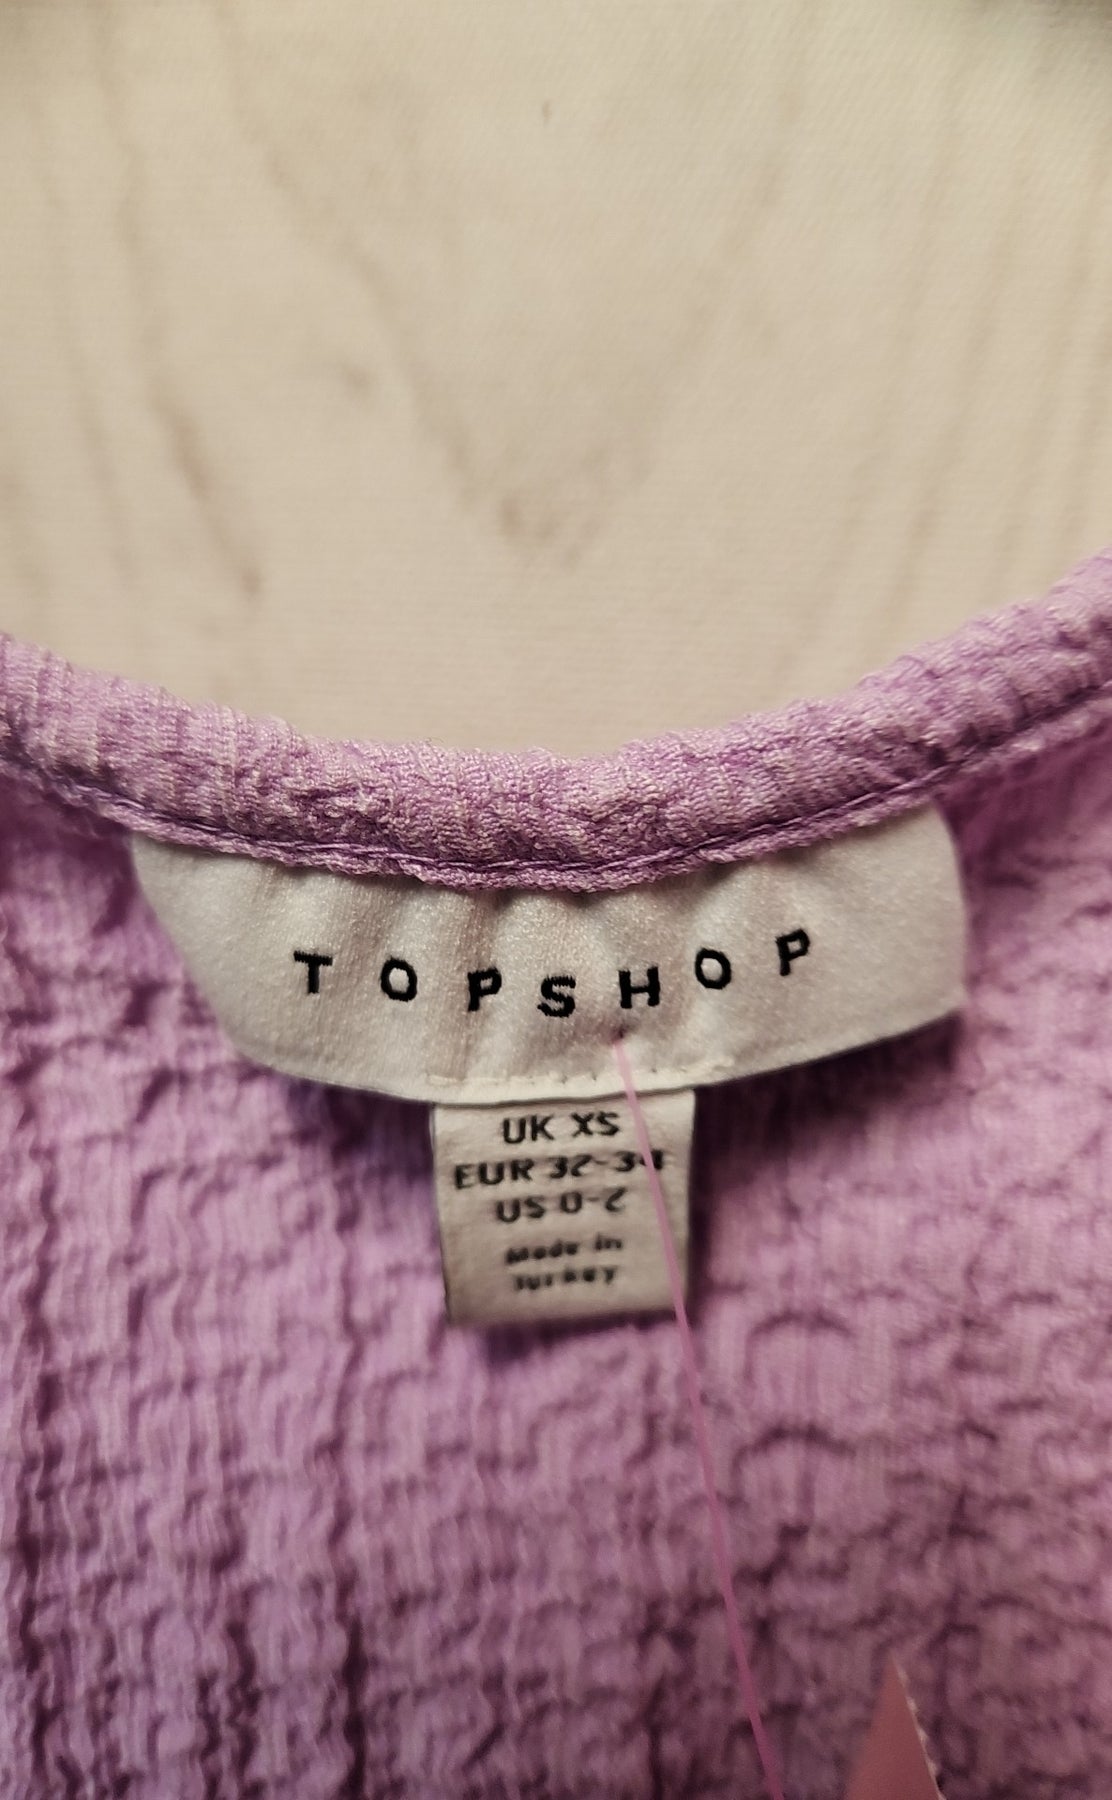 TOPSHOP
UK XS
EUR 32-34
US 0-2
Made in
Turkey